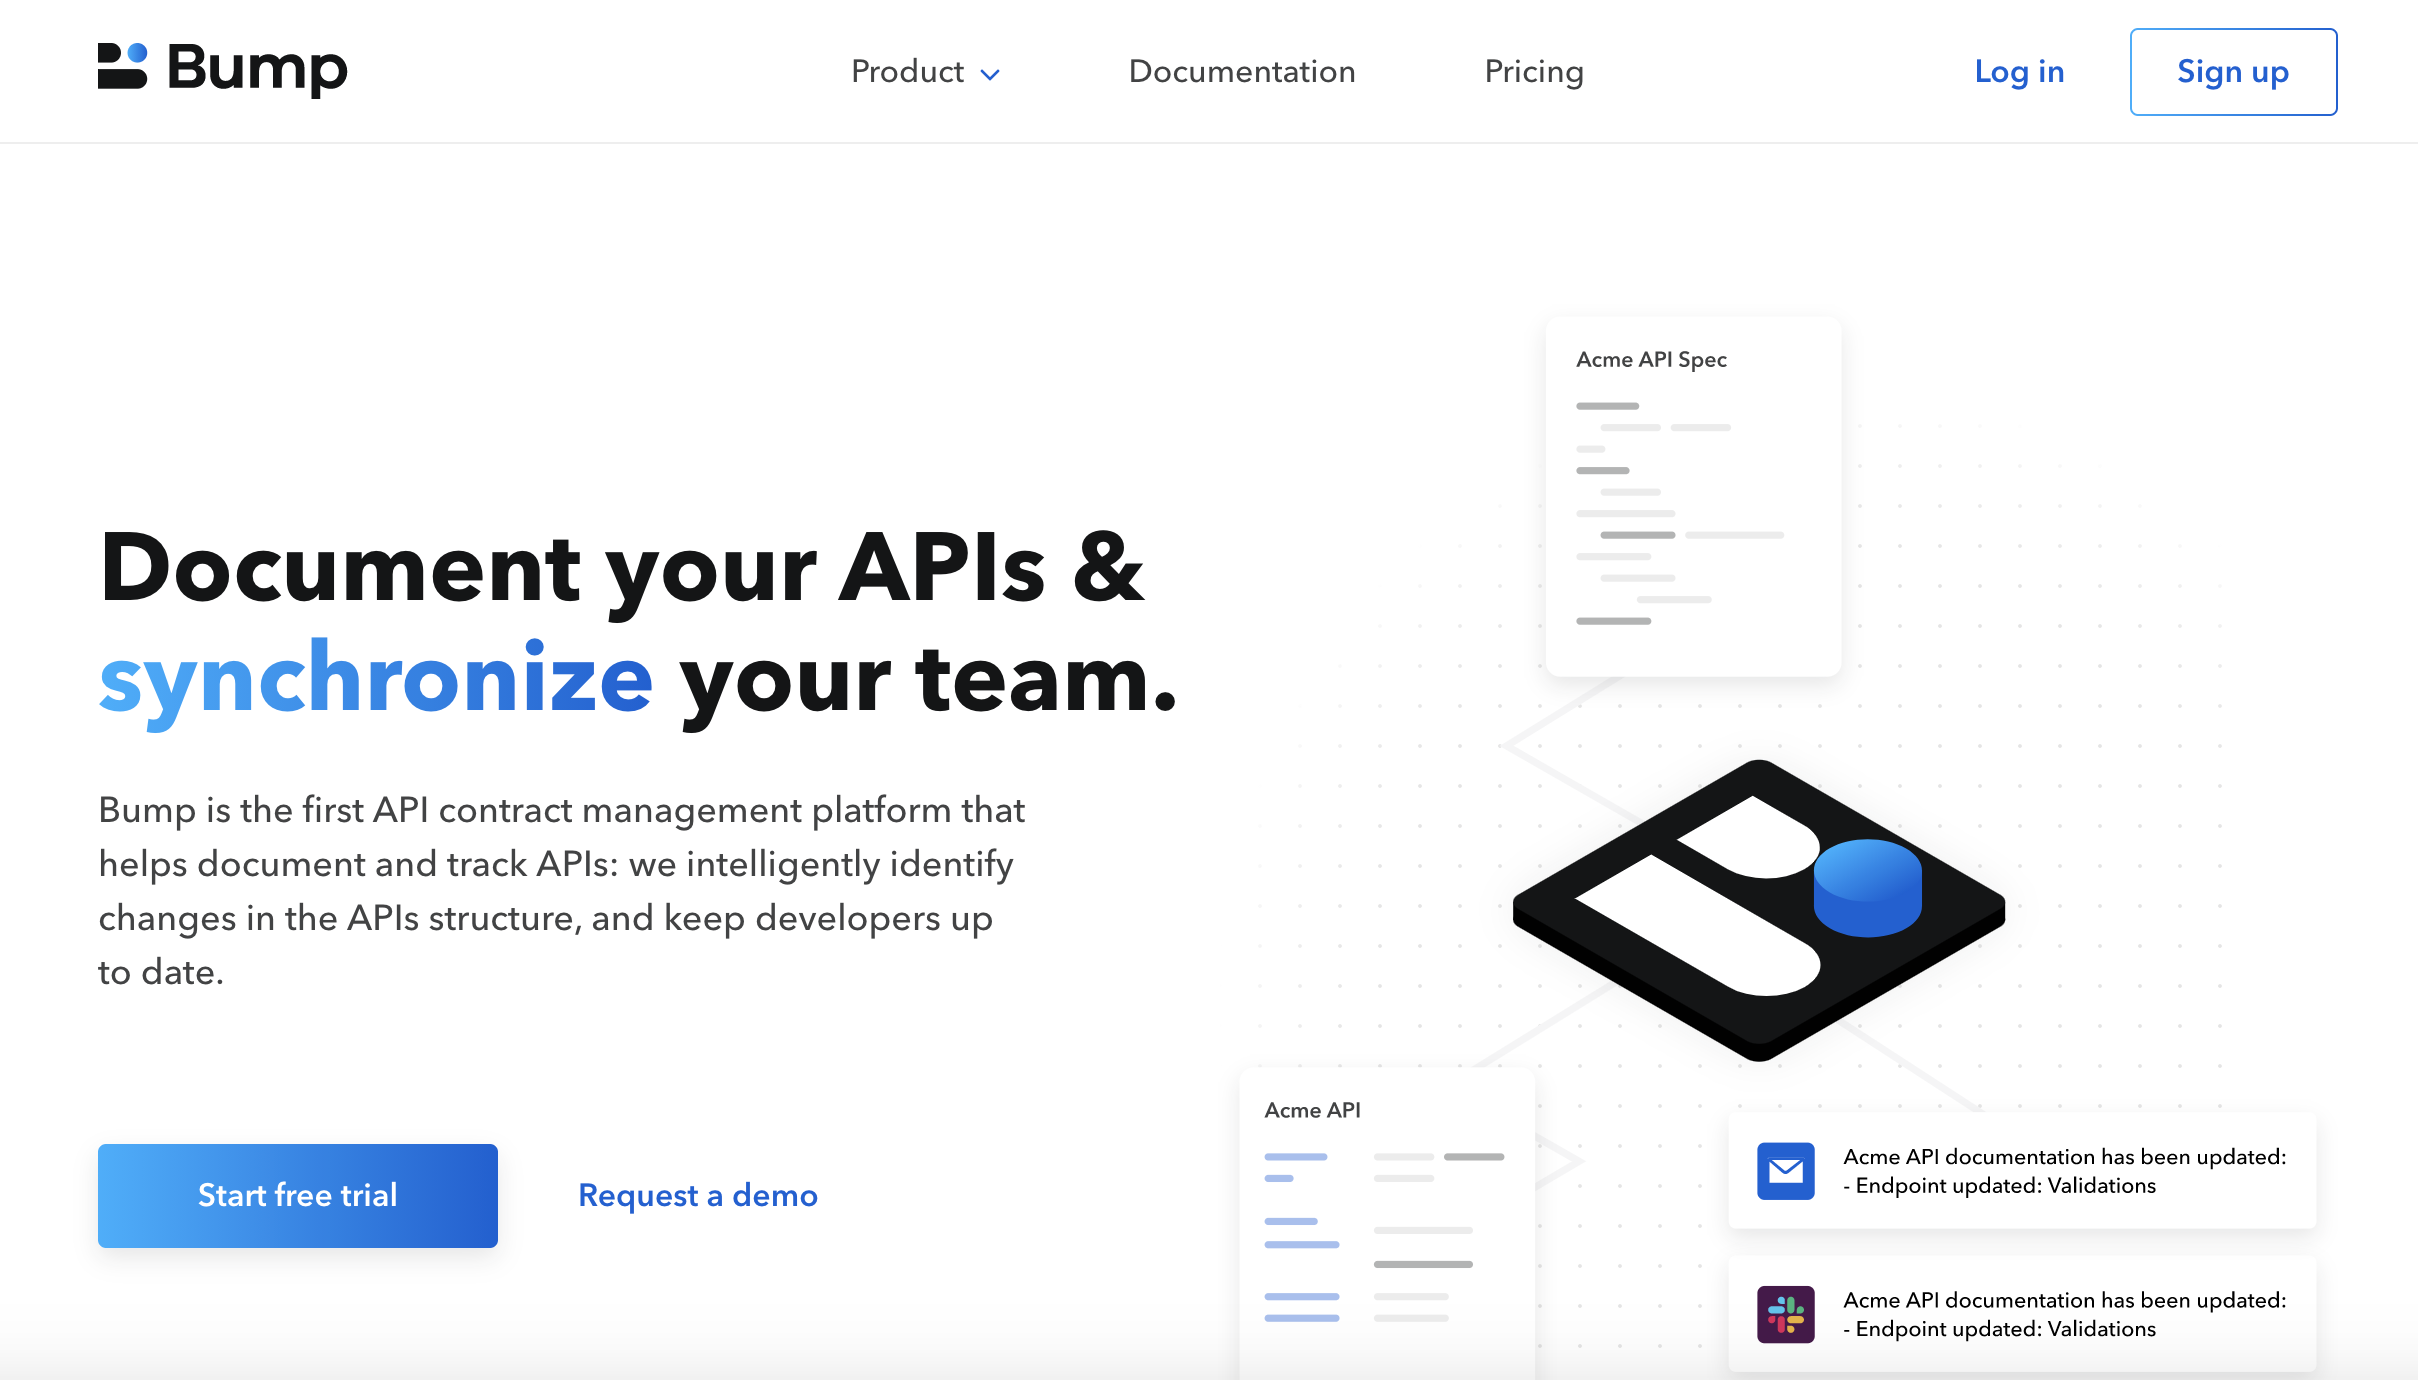 Bump
Product
Documentation
Pricing
Log in
Sign up
Document your APIs &
synchronize your team.
Bump is the first API contract management platform that
helps document and track APIs: we intelligently identify
changes in the APIs structure, and keep developers up
to date.
Start free trial
Request a demo
Acme API Spec
Acme API
Acme API documentation has been updated:
- Endpoint updated: Validations
Acme API documentation has been updated:
- Endpoint updated: Validations